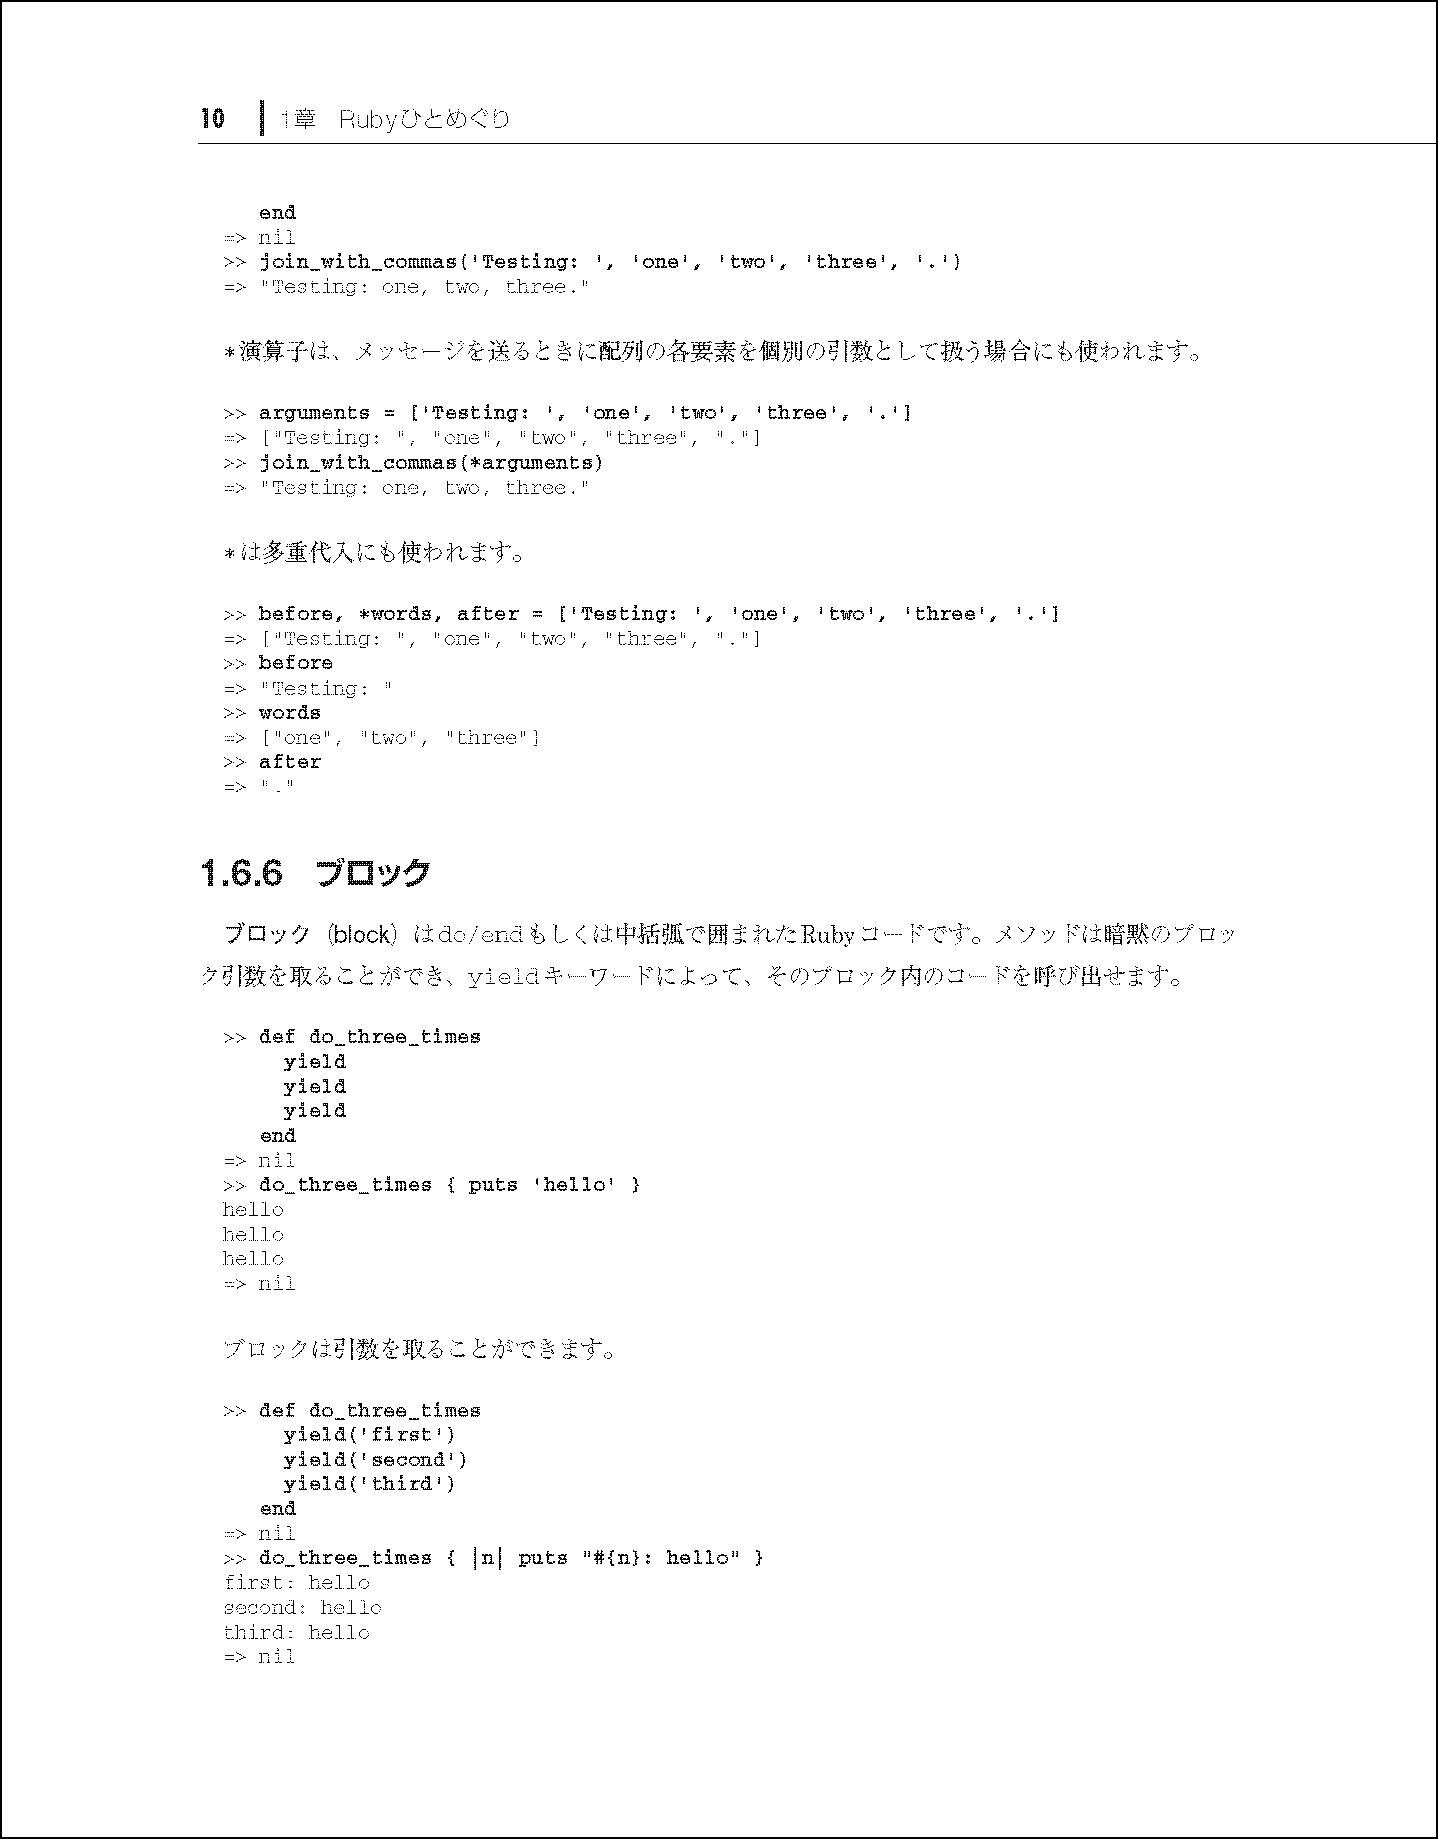 10 1章 Rubyひとめぐり
end
=> nil
>> join_with_commas('Testing: ', 'one', 'two', 'three', '.')
=> "Testing: one, two, three."
*演算子は、メッセージを送るときに配列の各要素を個別の引数として扱う場合にも使われます。
>> arguments = ['Testing: ', 'one', 'two', 'three', '.']
=> ["Testing: ", "one", "two", "three", "."]
>> join_with_commas(*arguments)
=> "Testing: one, two, three."
*は多重代入にも使われます。
>> before, *words, after = ['Testing: ', 'one', 'two', 'three', '.']
=> ["Testing: ", "one", "two", "three", "."]
>> before
=> "Testing: "
>> words
=> ["one", "two", "three"]
>> after
=> "."
1.6.6 ブロック
ブロック（block）はdo/endもしくは中括弧で囲まれたRubyコードです。メソッドは暗黙のブロッ
ク引数を取ることができ、yieldキーワードによって、そのブロック内のコードを呼び出せます。
>> def do_three_times
yield
yield
yield
end
=> nil
>> do_three_times { puts 'hello' }
hello
hello
hello
=> nil
ブロックは引数を取ることができます。
>> def do_three_times
yield('first')
yield('second')
yield('third')
end
=> nil
>> do_three_times { |n| puts "#{n}: hello" }
first: hello
second: hello
third: hello
=> nil